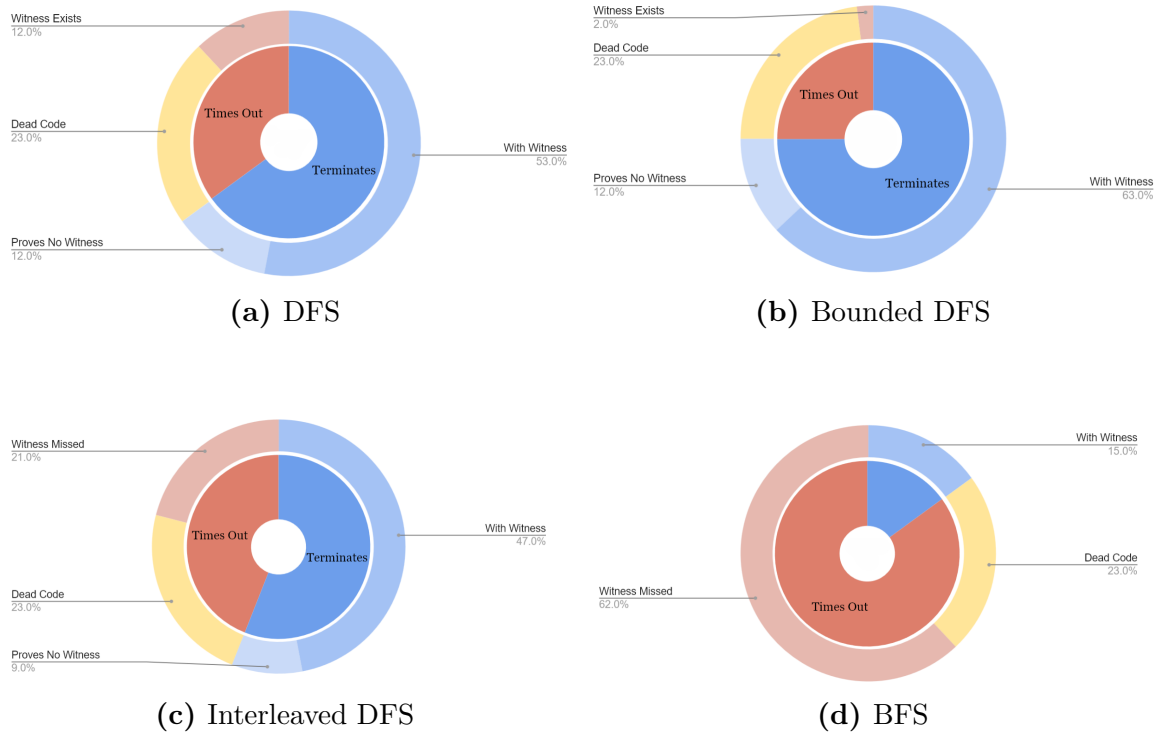 Witness Exists
12.0%
Dead Code
23.0%
Proves No Witness
12.0%
Times Out
Terminates
With Witness
53.0%
(a) DFS
Witness Exists
2.0%
Dead Code
23.0%
Proves No Witness
12.0%
Times Out
Terminates
With Witness
63.0%
(b) Bounded DFS
Witness Missed
21.0%
Dead Code
23.0%
Proves No Witness
9.0%
Times Out
Terminates
With Witness
47.0%
(c) Interleaved DFS
With Witness
15.0%
Dead Code
23.0%
Witness Missed
62.0%
Times Out
(d) BFS